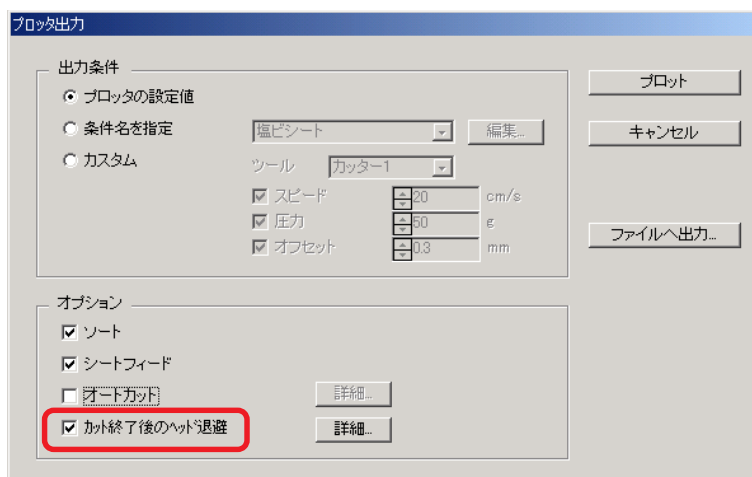 プロッタ出力
出力条件
プロッタの設定値
条件名を指定
塩ビシート
編集...
カスタム
ツール
カッター1
スピード
20
cm/s
圧力
50
g
オフセット
0.3
mm
プロット
キャンセル
ファイルへ出力...
オプション
ソート
シートフィード
オートカット
詳細...
カット終了後のヘッド退避
詳細...